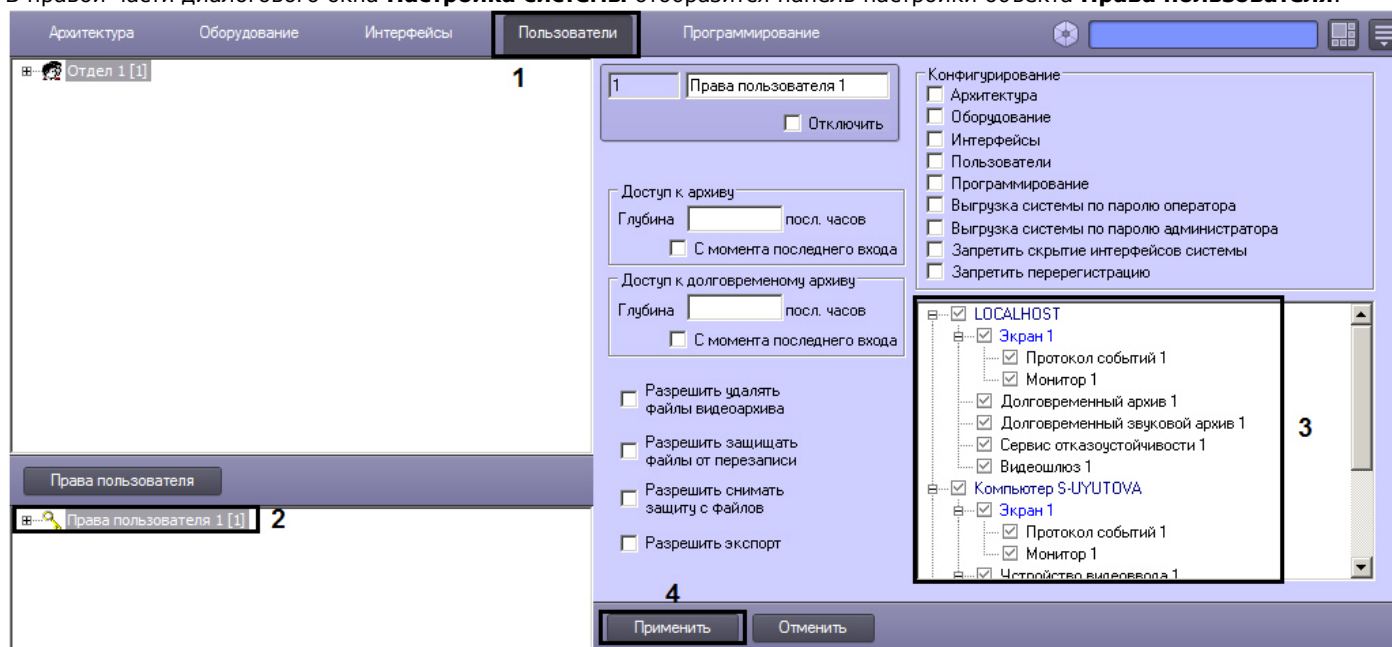 В правой части диалогового окна Настройка системы отобразится панель настройки объекта Права пользователя.
Архитектура Оборудование Интерфейсы Пользователи Программирование
1
Отдел 1 [1]
Права пользователя
Права пользователя 1 [1]
2
1 Права пользователя 1
Отключить
Доступ к архиву
Глубина посл. часов
С момента последнего входа
Доступ к долговременому архиву
Глубина посл. часов
С момента последнего входа
Разрешить удалять
файлы видеоархива
Разрешить защищать
файлы от перезаписи
Разрешить снимать
защиту с файлов
Разрешить экспорт
Конфигурирование
Архитектура
Оборудование
Интерфейсы
Пользователи
Программирование
Выгрузка системы по паролю оператора
Выгрузка системы по паролю администратора
Запретить скрытие интерфейсов системы
Запретить перерегистрацию
LOCALHOST
Экран 1
Протокол событий 1
Монитор 1
Долговременный архив 1
Долговременный звуковой архив 1
Сервис отказоустойчивости 1
Видеошлюз 1
Компьютер S-UYUTOVA
Экран 1
Протокол событий 1
Монитор 1
Устройство видеоввода 1
3
4
Применить Отменить